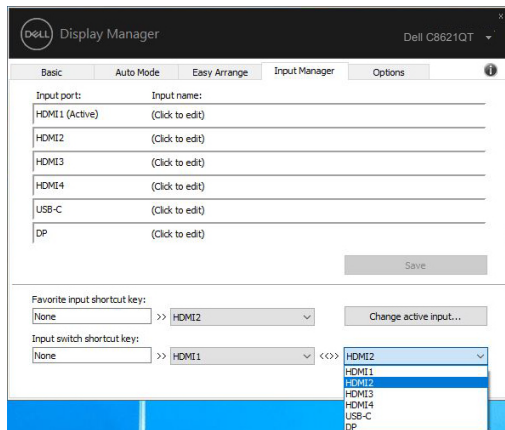 x
DELL Display Manager
Dell C8621QT
Basic Auto Mode Easy Arrange Input Manager Options i
Input port: Input name:
HDMI1 (Active) (Click to edit)
HDMI2 (Click to edit)
HDMI3 (Click to edit)
HDMI4 (Click to edit)
USB-C (Click to edit)
DP (Click to edit)
Save
Favorite input shortcut key:
None >> HDMI2 Change active input...
Input switch shortcut key:
None >> HDMI1 <<>> HDMI2
HDMI1
HDMI2
HDMI3
HDMI4
USB-C
DP